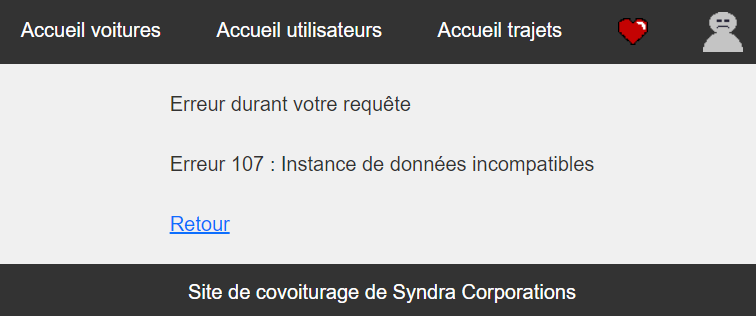 Accueil voitures Accueil utilisateurs Accueil trajets
Erreur durant votre requête
Erreur 107 : Instance de données incompatibles
Retour
Site de covoiturage de Syndra Corporations